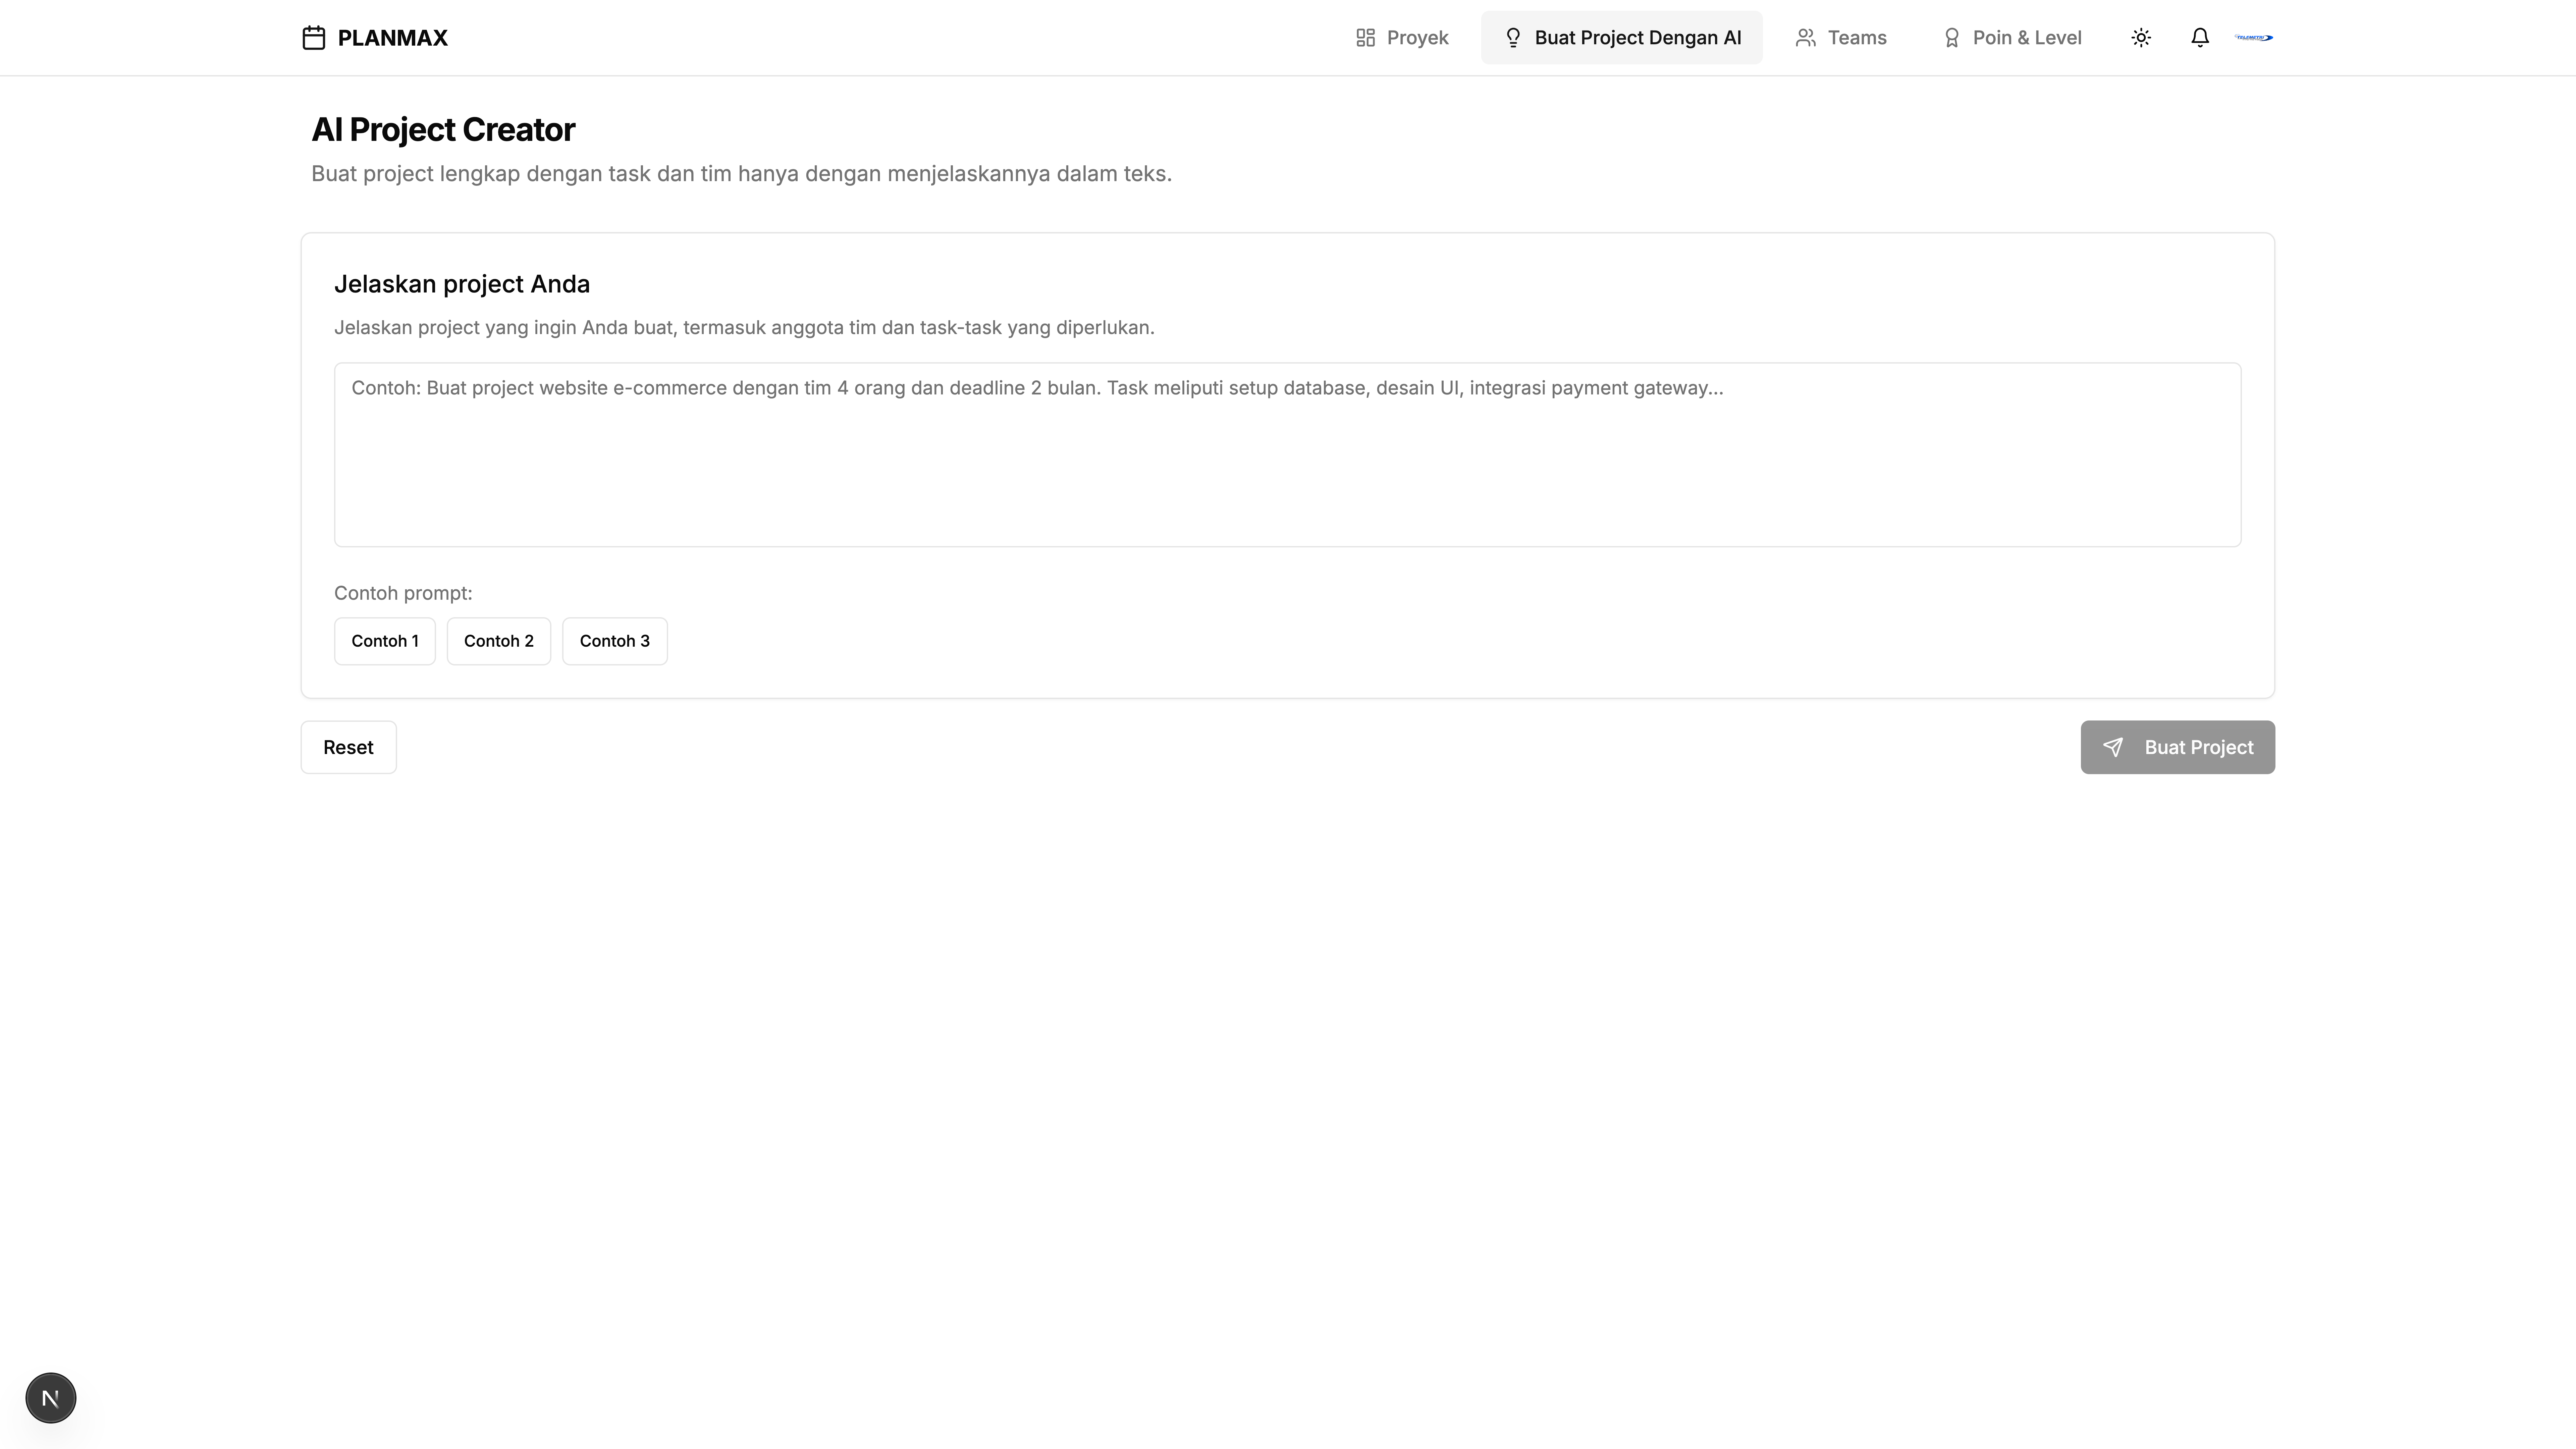 PLANMAX
Proyek
Buat Project Dengan AI
Teams
Poin & Level
AI Project Creator
Buat project lengkap dengan task dan tim hanya dengan menjelaskannya dalam teks.
Jelaskan project Anda
Jelaskan project yang ingin Anda buat, termasuk anggota tim dan task-task yang diperlukan.
Contoh: Buat project website e-commerce dengan tim 4 orang dan deadline 2 bulan. Task meliputi setup database, desain UI, integrasi payment gateway...
Contoh prompt:
Contoh 1
Contoh 2
Contoh 3
Reset
Buat Project
N